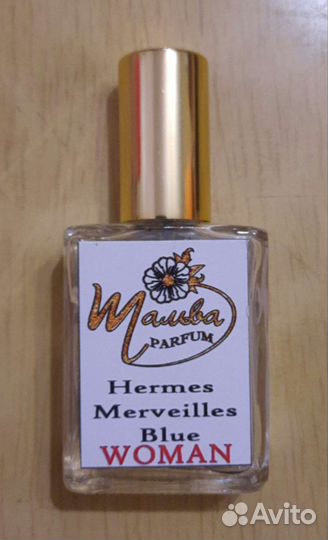 Мальва
PARFUM
Hermes
Merveilles
Blue
WOMAN
Avito